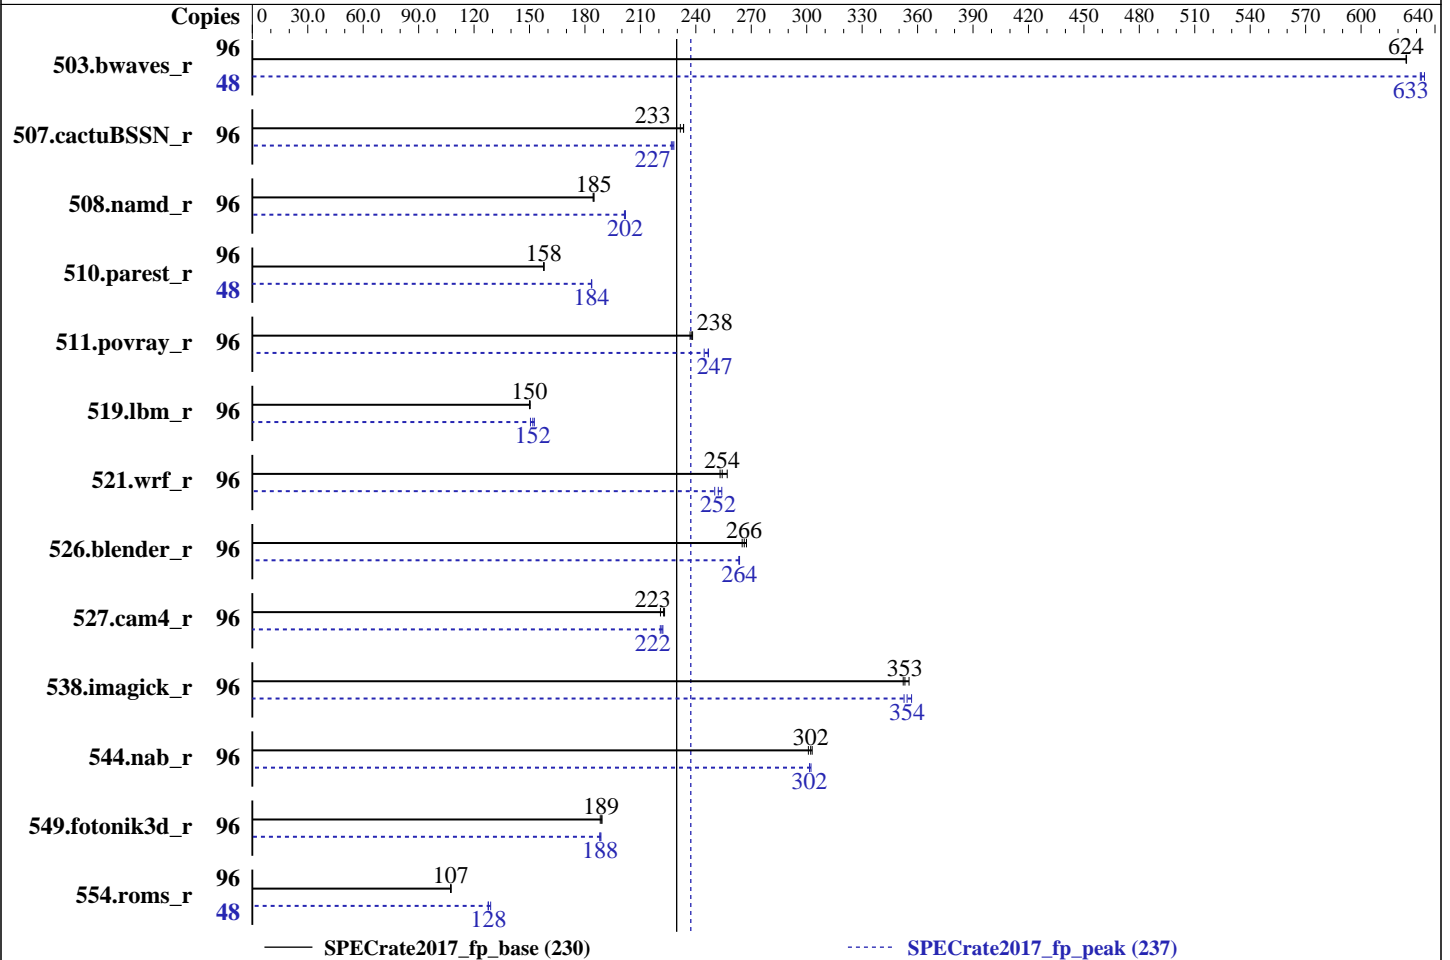 Copies 0 30.0 60.0 90.0 120 150 180 210 240 270 300 330 360 390 420 450 480 510 540 570 600 640
96 624
503.bwaves_r
48 633
233
507.cactuBSSN_r 96
227
185
508.namd_r 96
202
96 158
510.parest_r
48 184
238
511.povray_r 96
247
150
519.lbm_r 96
152
254
521.wrf_r 96
252
266
526.blender_r 96
264
223
527.cam4_r 96
222
353
538.imagick_r 96
354
302
544.nab_r 96
302
189
549.fotonik3d_r 96
188
96 107
554.roms_r
48 128
SPECrate2017_fp_base (230) SPECrate2017_fp_peak (237)